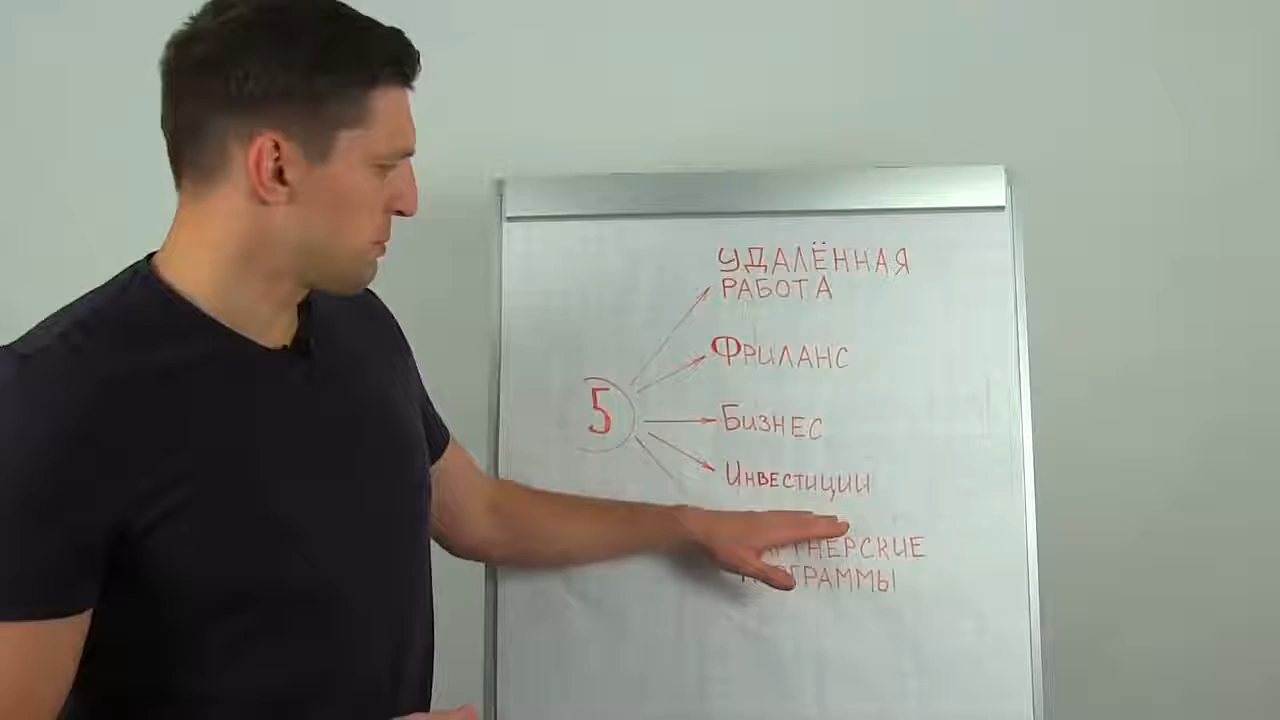 УДАЛЁННАЯ
РАБОТА
ФРИЛАНС
5
БИЗНЕС
ИНВЕСТИЦИИ